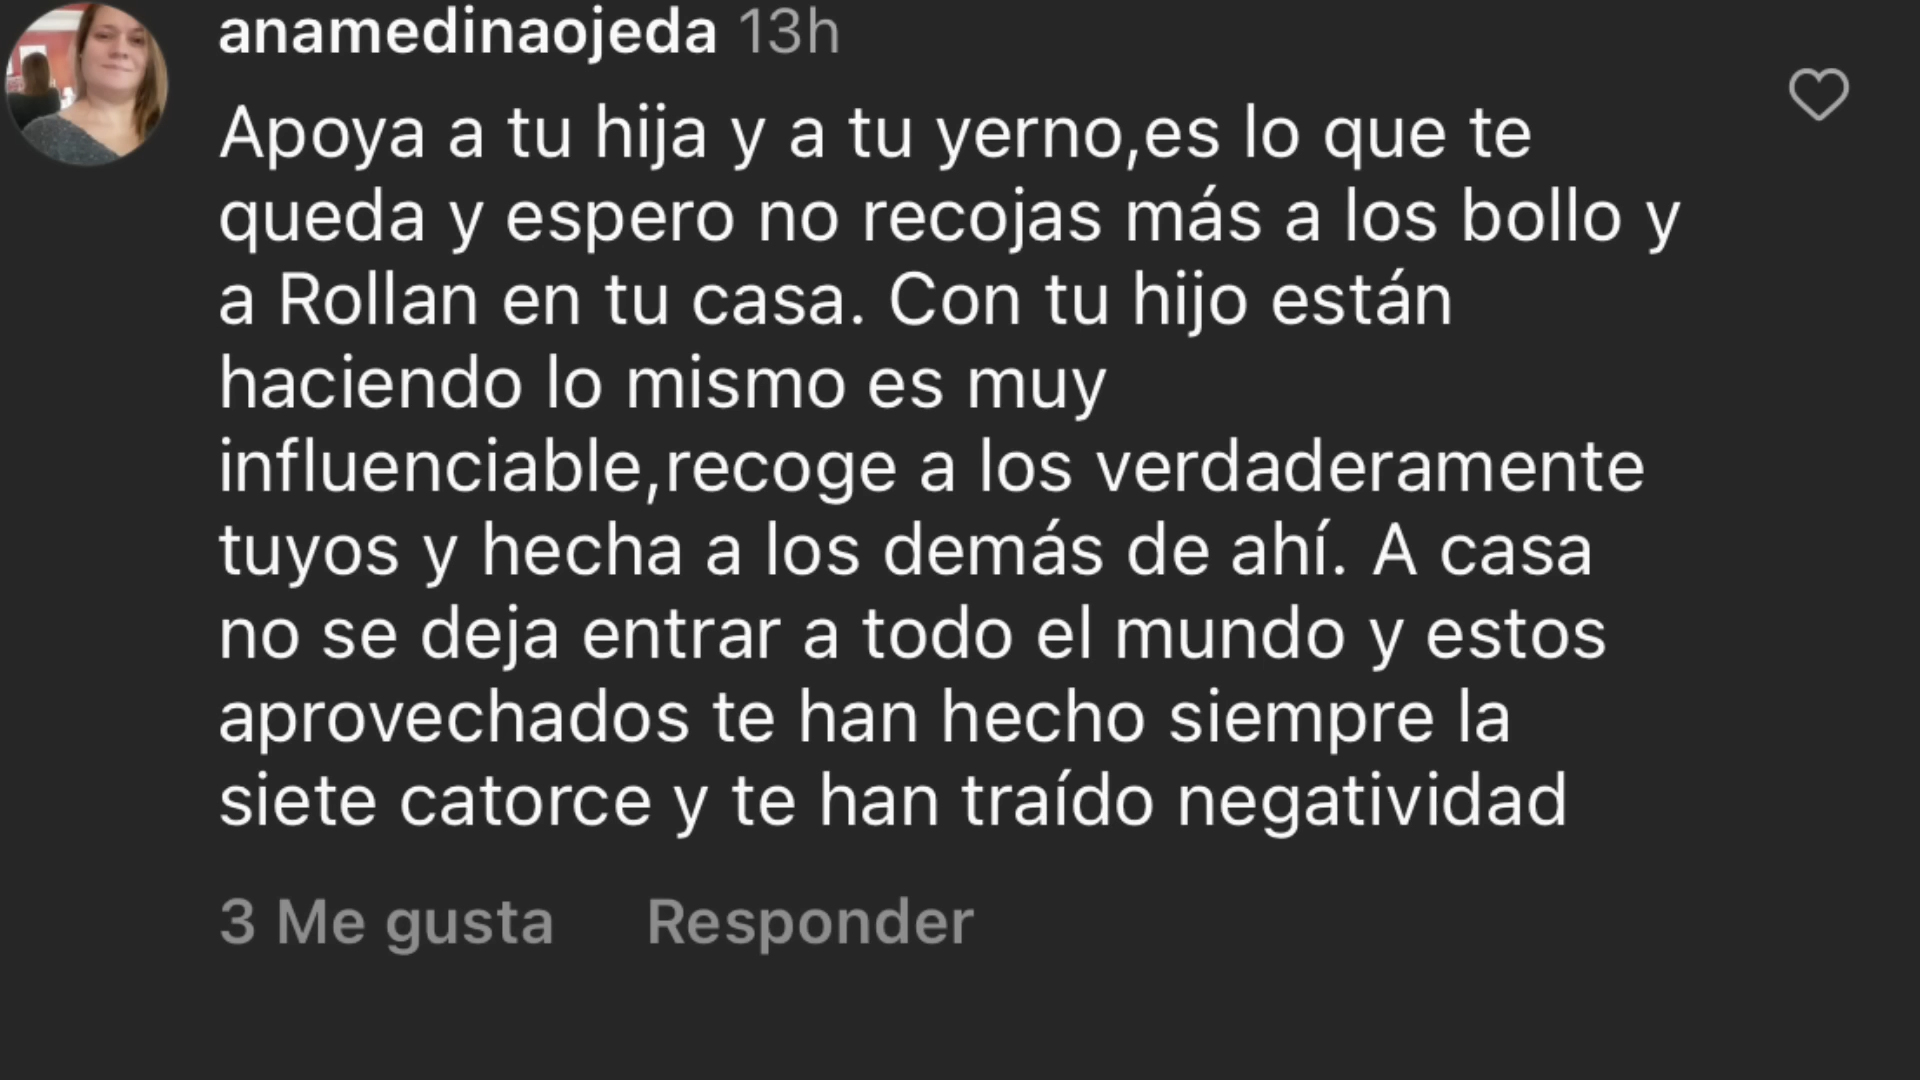 anamedinaojeda 13h
Apoya a tu hija y a tu yerno,es lo que te
queda y espero no recojas más a los bollo y
a Rollan en tu casa. Con tu hijo están
haciendo lo mismo es muy
influenciable,recoge a los verdaderamente
tuyos y hecha a los demás de ahí. A casa
no se deja entrar a todo el mundo y estos
aprovechados te han hecho siempre la
siete catorce y te han traído negatividad
3 Me gusta Responder